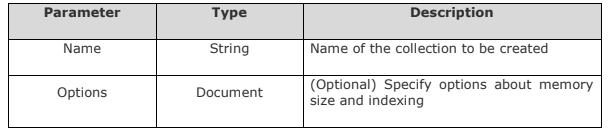 Parameter Type Description
Name String Name of the collection to be created
Options Document (Optional) Specify options about memory
size and indexing